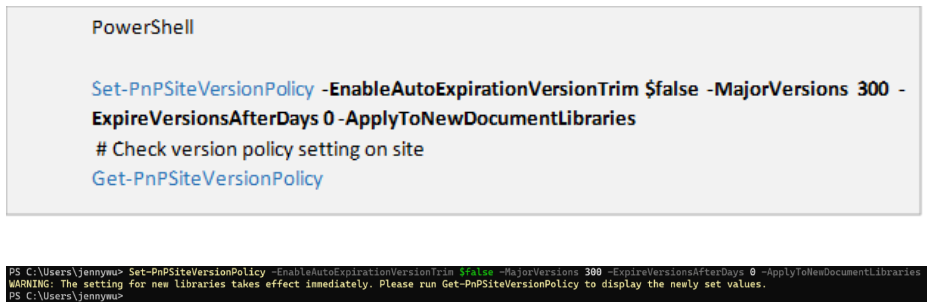 PowerShell
Set-PnPSiteVersionPolicy -EnableAutoExpirationVersionTrim $false -MajorVersions 300 -
ExpireVersionsAfterDays 0 -ApplyToNewDocumentLibraries
# Check version policy setting on site
Get-PnPSiteVersionPolicy
PS C:\Users\jennywu> Set-PnPSiteVersionPolicy -EnableAutoExpirationVersionTrim $false -MajorVersions 300 -ExpireVersionsAfterDays 0 -ApplyToNewDocumentLibraries
WARNING: The setting for new libraries takes effect immediately. Please run Get-PnPSiteVersionPolicy to display the newly set values.
PS C:\Users\jennywu>